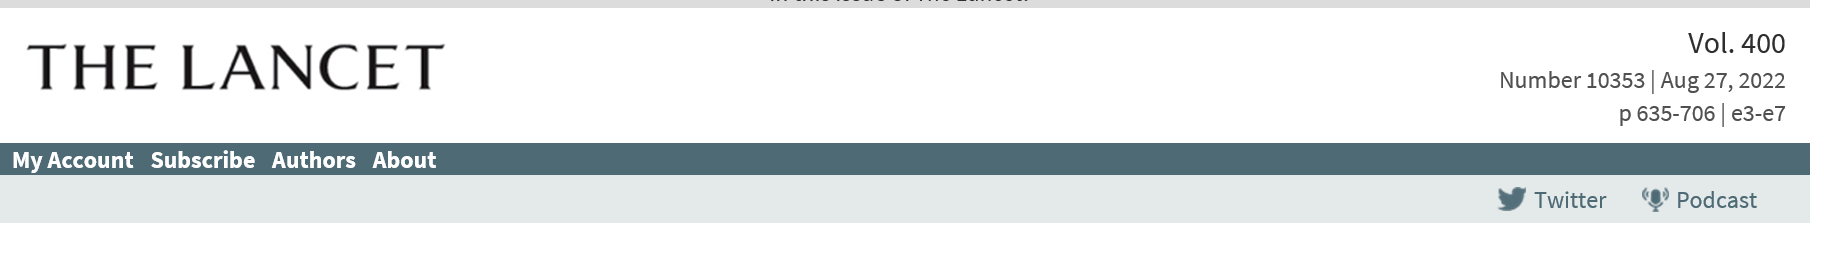 THE LANCET
Vol. 400
Number 10353 | Aug 27, 2022
p 635-706 | e3-e7
My Account Subscribe Authors About
Twitter Podcast